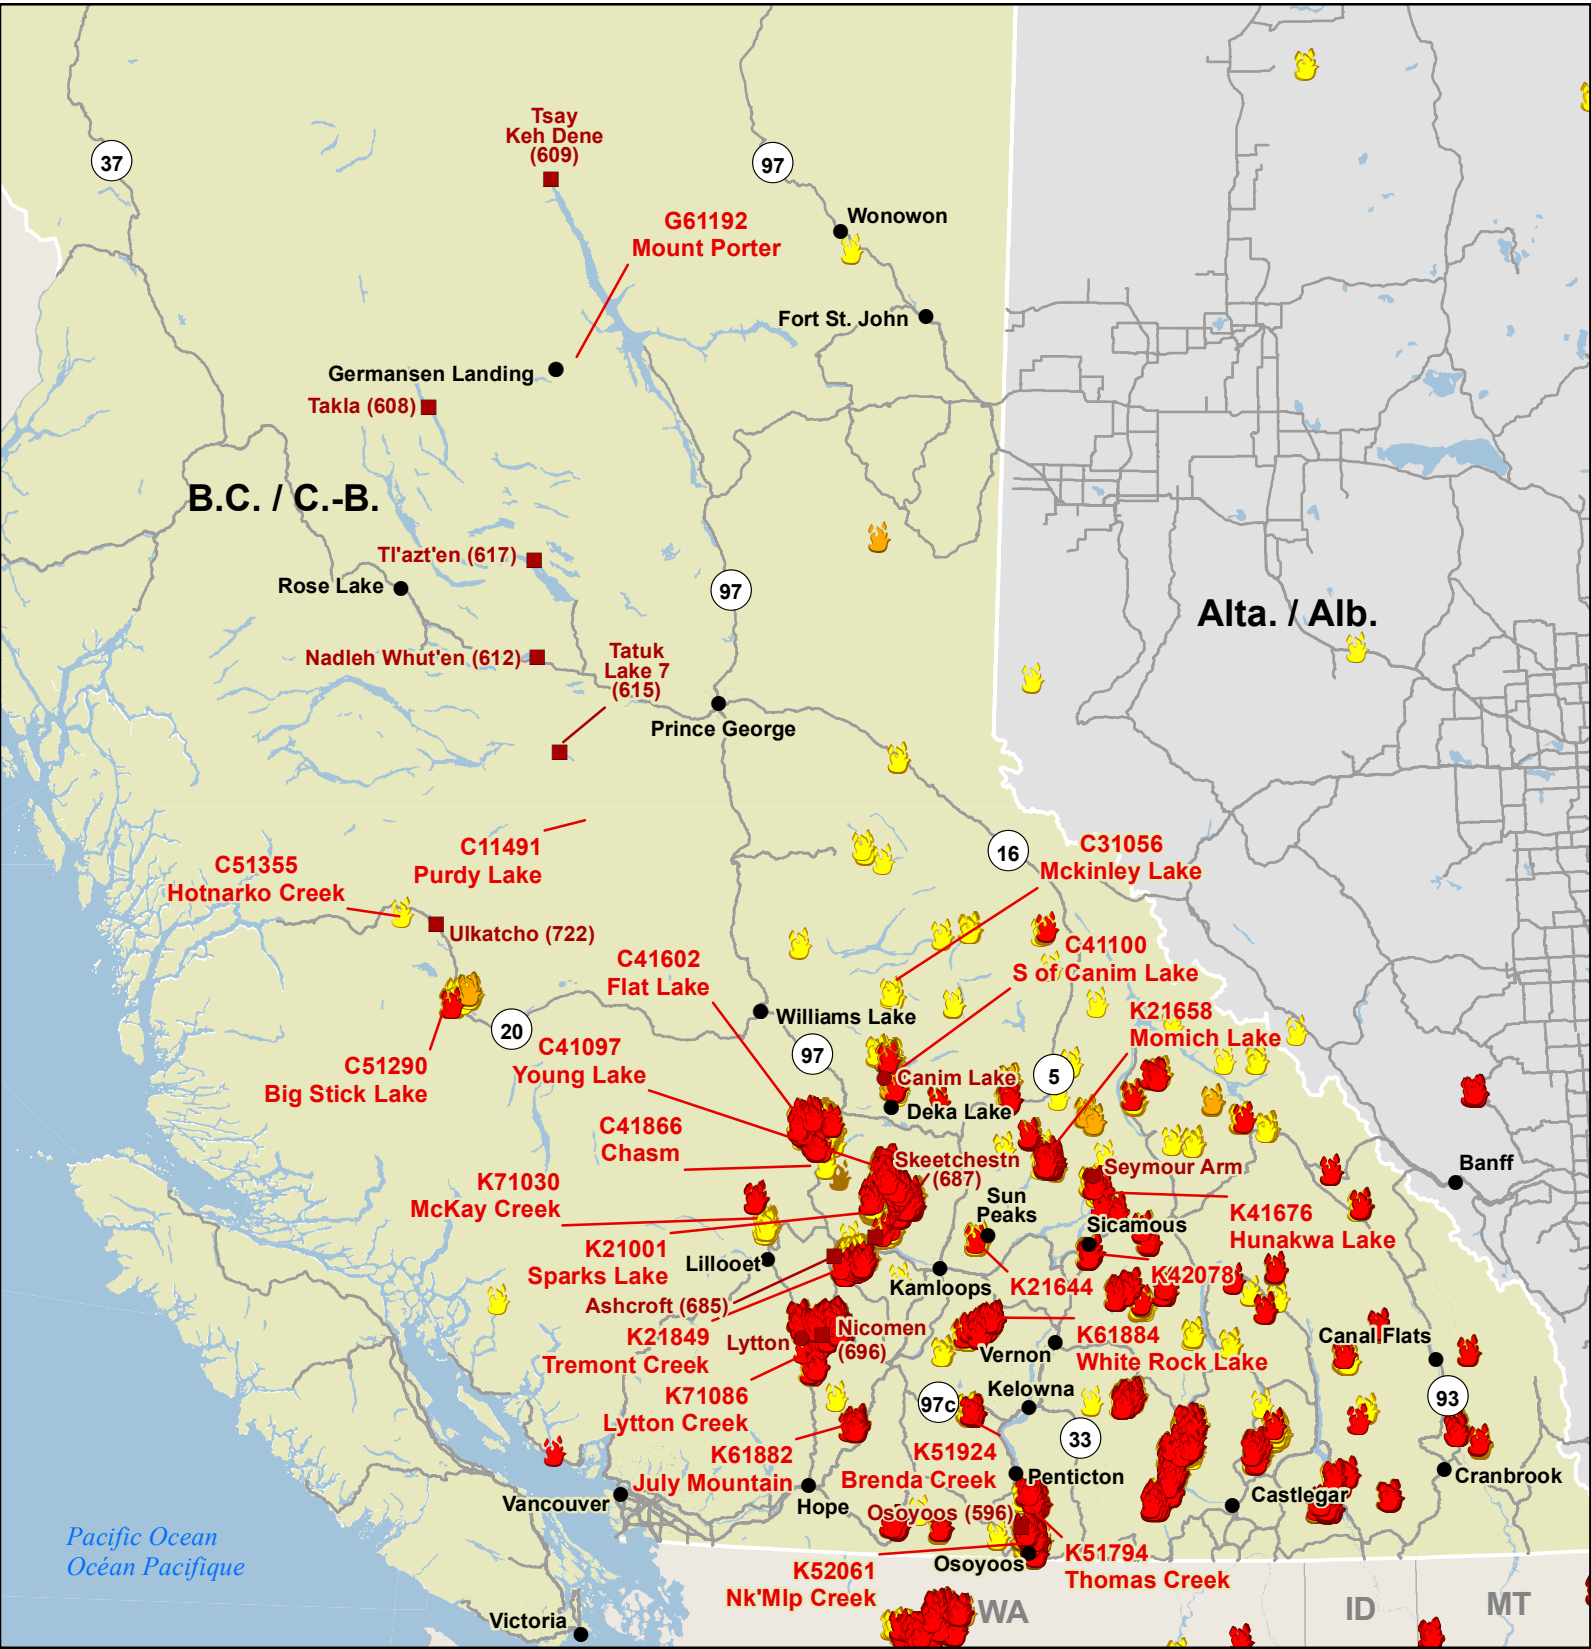 Tsay
Keh Dene
(609)
37
97
G61192
Mount Porter
Wonowon
Fort St. John
Germansen Landing
Takla (608)
B.C. / C.-B.
Tl'azt'en (617)
Rose Lake
97
Alta. / Alb.
Nadleh Whut'en (612)
Tatuk
Lake 7
(615)
Prince George
C11491
Purdy Lake
C51355
Hotnarko Creek
16
C31056
Mckinley Lake
Ulkatcho (722)
C41602
Flat Lake
C41100
S of Canim Lake
Williams Lake
K21658
Momich Lake
20
C51290
Big Stick Lake
C41097
Young Lake
97
5
Canim Lake
Deka Lake
C41866
Chasm
Skeetchestn
(687)
Seymour Arm
Banff
K71030
McKay Creek
Sun
Peaks
Sicamous
K41676
Hunakwa Lake
K21001
Sparks Lake
Lillooet
Kamloops
K21644
K42078
Ashcroft (685)
K21849
Tremont Creek
Lytton
Nicomen
(696)
Vernon
K61884
White Rock Lake
Canal Flats
K71086
Lytton Creek
97c
Kelowna
93
33
K61882
July Mountain
K51924
Brenda Creek
Penticton
Cranbrook
Vancouver
Hope
Castlegar
Osoyoos (596)
Pacific Ocean
Océan Pacifique
K52061
Nk'Mlp Creek
Osoyoos
K51794
Thomas Creek
Victoria
WA
ID
MT